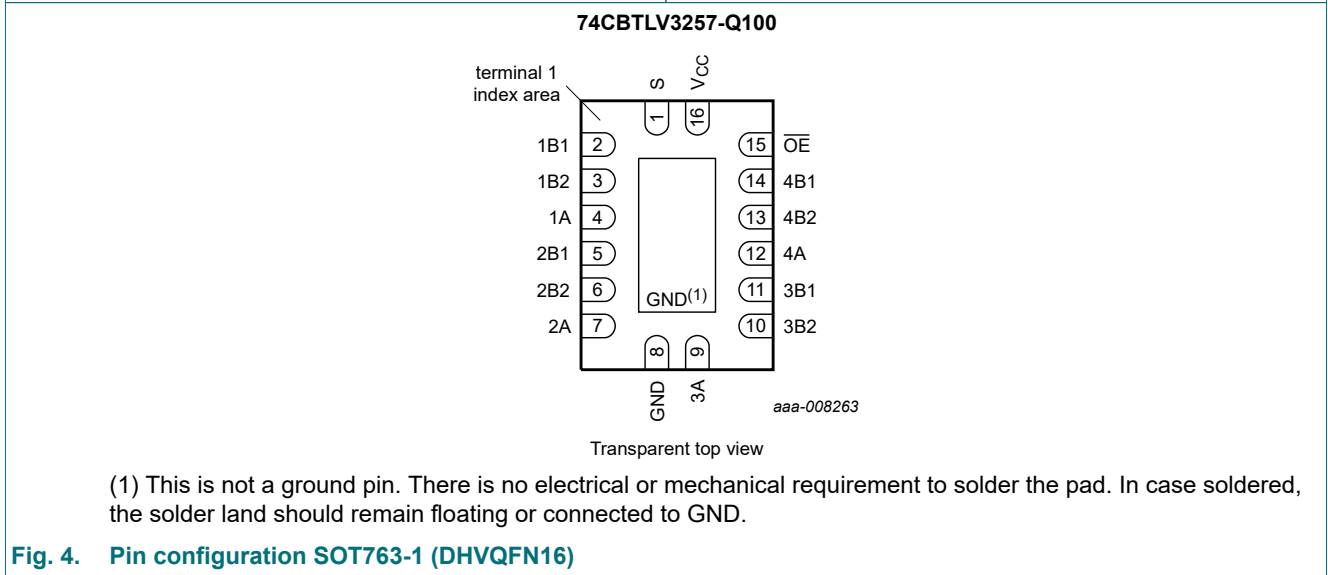 74CBTLV3257-Q100
terminal 1
index area
S
VCC
1
16
1B1 2 15 OE
1B2 3 14 4B1
1A 4 13 4B2
2B1 5 12 4A
2B2 6 11 3B1
GND(1)
2A 7 10 3B2
8
9
GND
3A
aaa-008263
Transparent top view
(1) This is not a ground pin. There is no electrical or mechanical requirement to solder the pad. In case soldered,
the solder land should remain floating or connected to GND.
Fig. 4. Pin configuration SOT763-1 (DHVQFN16)